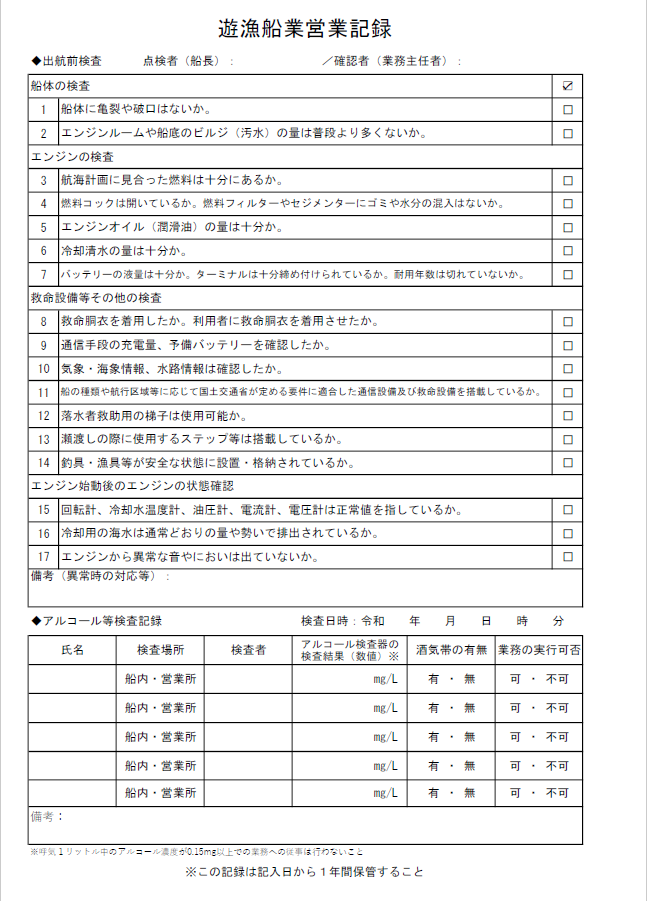 遊漁船業営業記録
◆出航前検査 点検者（船長）： ／確認者（業務主任者）：
船体の検査 ☑
1 船体に亀裂や破口はないか。 □
2 エンジンルームや船底のビルジ（汚水）の量は普段より多くないか。 □
エンジンの検査
3 航海計画に見合った燃料は十分にあるか。 □
4 燃料コックは開いているか。燃料フィルターやセジメンターにゴミや水分の混入はないか。 □
5 エンジンオイル（潤滑油）の量は十分か。 □
6 冷却清水の量は十分か。 □
7 バッテリーの液量は十分か。ターミナルは十分締め付けられているか。耐用年数は切れていないか。 □
救命設備等その他の検査
8 救命胴衣を着用したか。利用者に救命胴衣を着用させたか。 □
9 通信手段の充電量、予備バッテリーを確認したか。 □
10 気象・海象情報、水路情報は確認したか。 □
11 船の種類や航行区域等に応じて国土交通省が定める要件に適合した通信設備及び救命設備を搭載しているか。 □
12 落水者救助用の梯子は使用可能か。 □
13 瀬渡しの際に使用するステップ等は搭載しているか。 □
14 釣具・漁具等が安全な状態に設置・格納されているか。 □
エンジン始動後のエンジンの状態確認
15 回転計、冷却水温度計、油圧計、電流計、電圧計は正常値を指しているか。 □
16 冷却用の海水は通常どおりの量や勢いで排出されているか。 □
17 エンジンから異常な音やにおいは出ていないか。 □
備考（異常時の対応等）：
◆アルコール等検査記録 検査日時：令和 年 月 日 時 分
氏名 検査場所 検査者 アルコール検査器の検査結果（数値）※ 酒気帯の有無 業務の実行可否
船内・営業所 mg/L 有 ・ 無 可 ・ 不可
船内・営業所 mg/L 有 ・ 無 可 ・ 不可
船内・営業所 mg/L 有 ・ 無 可 ・ 不可
船内・営業所 mg/L 有 ・ 無 可 ・ 不可
船内・営業所 mg/L 有 ・ 無 可 ・ 不可
備考：
※呼気１リットル中のアルコール濃度が0.15mg以上での業務への従事は行わないこと
※この記録は記入日から１年間保管すること